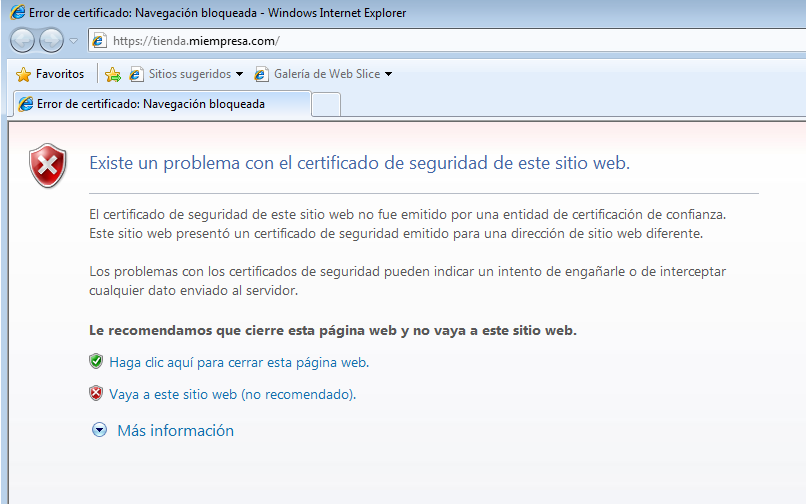 Error de certificado: Navegación bloqueada - Windows Internet Explorer
https://tienda.miempresa.com/
Favoritos Sitios sugeridos Galería de Web Slice
Error de certificado: Navegación bloqueada
Existe un problema con el certificado de seguridad de este sitio web.
El certificado de seguridad de este sitio web no fue emitido por una entidad de certificación de confianza.
Este sitio web presentó un certificado de seguridad emitido para una dirección de sitio web diferente.
Los problemas con los certificados de seguridad pueden indicar un intento de engañarle o de interceptar
cualquier dato enviado al servidor.
Le recomendamos que cierre esta página web y no vaya a este sitio web.
Haga clic aquí para cerrar esta página web.
Vaya a este sitio web (no recomendado).
Más información